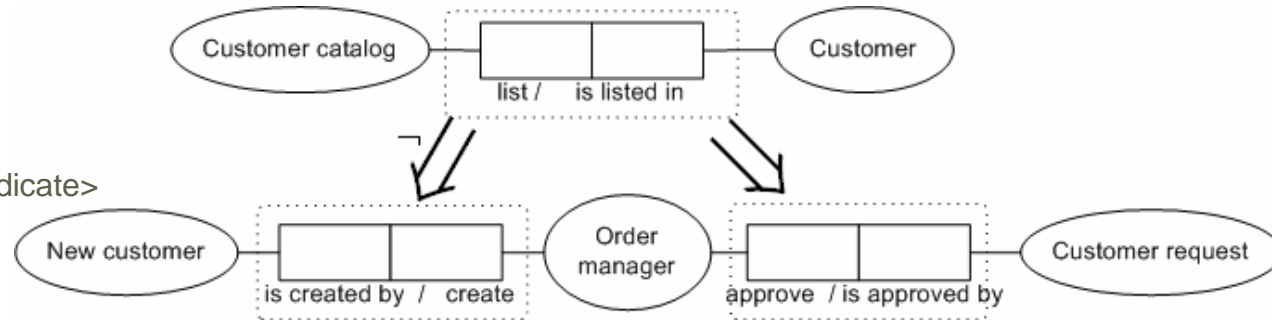 Customer catalog
Customer
list / is listed in
¬
dicate>
New customer
Order
manager
Customer request
is created by / create
approve / is approved by